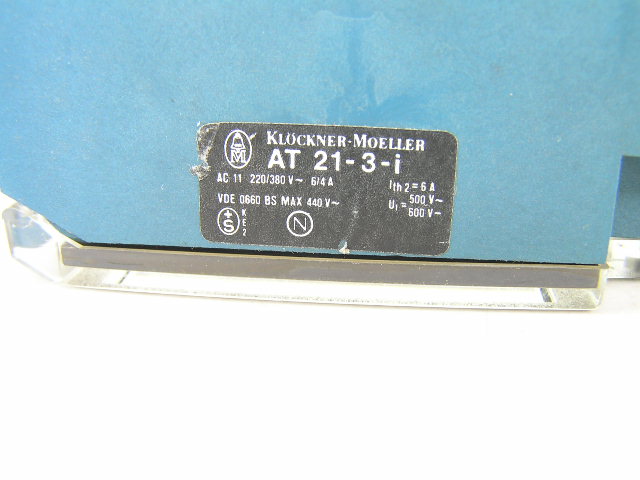 KLÖCKNER-MOELLER
AT 21-3-i
AC 11 220/380 V~ 6/4 A
Ith 2 = 6 A
500 V~
VDE 0660 BS MAX 440 V~
Ui = 600 V-
+S
KE2
N